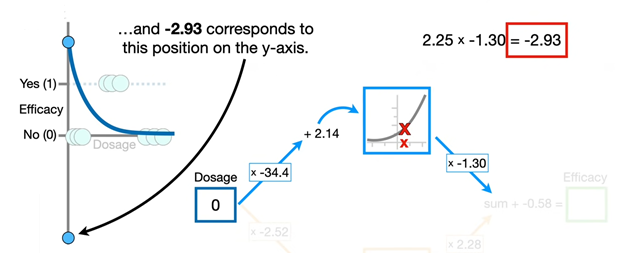 …and -2.93 corresponds to
this position on the y-axis.
2.25 x -1.30 = -2.93
Yes (1)
Efficacy
No (0)
Dosage
+ 2.14
x -34.4
x -1.30
Dosage
0
Efficacy
sum + -0.58 =
x -2.52
x 2.28